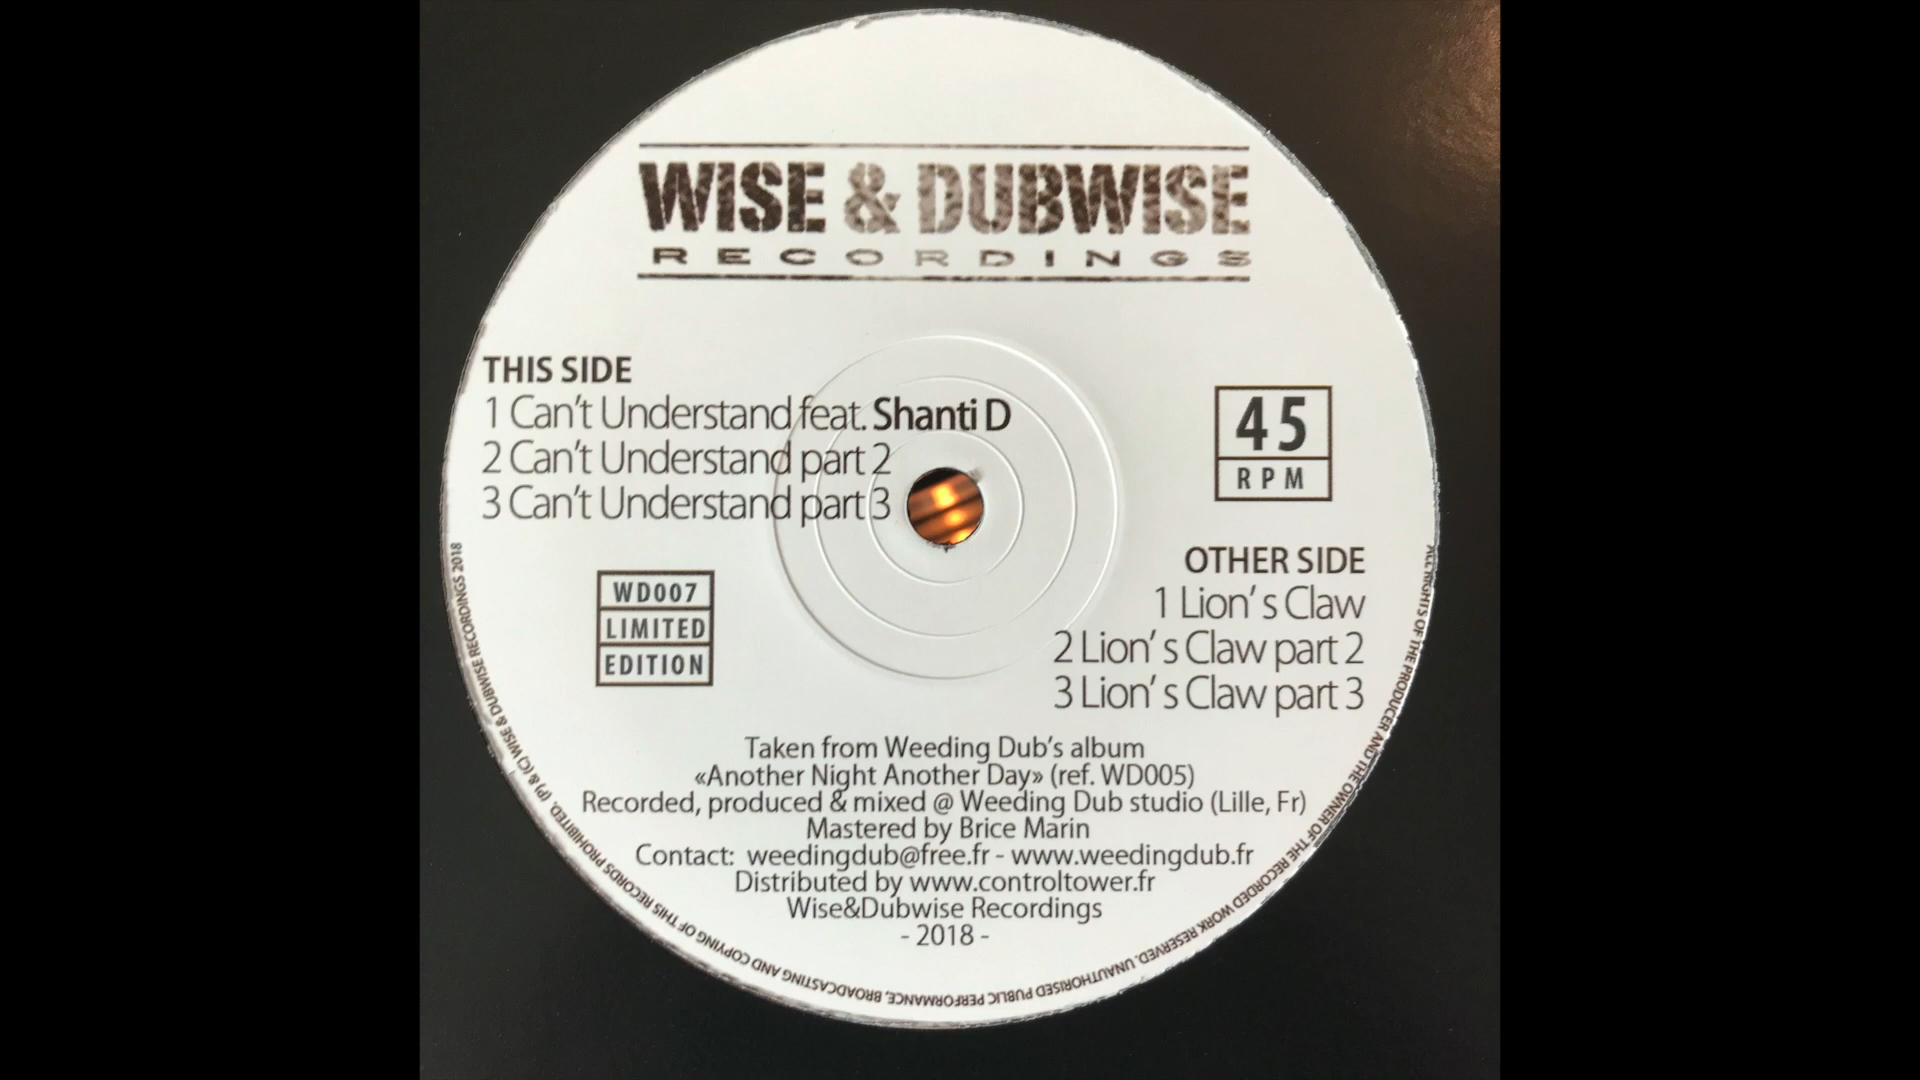 WISE & DUBWISE
RECORDINGS
THIS SIDE
1 Can't Understand feat. Shanti D
2 Can't Understand part 2
3 Can't Understand part 3
45
RPM
WD007
LIMITED
EDITION
OTHER SIDE
1 Lion's Claw
2 Lion's Claw part 2
3 Lion's Claw part 3
Taken from Weeding Dub's album
«Another Night Another Day» (ref. WD005)
Recorded, produced & mixed @ Weeding Dub studio (Lille, Fr)
Mastered by Brice Marin
Contact: weedingdub@free.fr - www.weedingdub.fr
Distributed by www.controltower.fr
Wise&Dubwise Recordings
- 2018 -
ALL RIGHTS OF THE PRODUCER AND THE OWNER OF THE RECORDED WORK RESERVED. UNAUTHORISED PUBLIC PERFORMANCE, BROADCASTING AND COPYING OF THIS RECORDS PROHIBITED. (P) & (C) WISE & DUBWISE RECORDINGS 2018